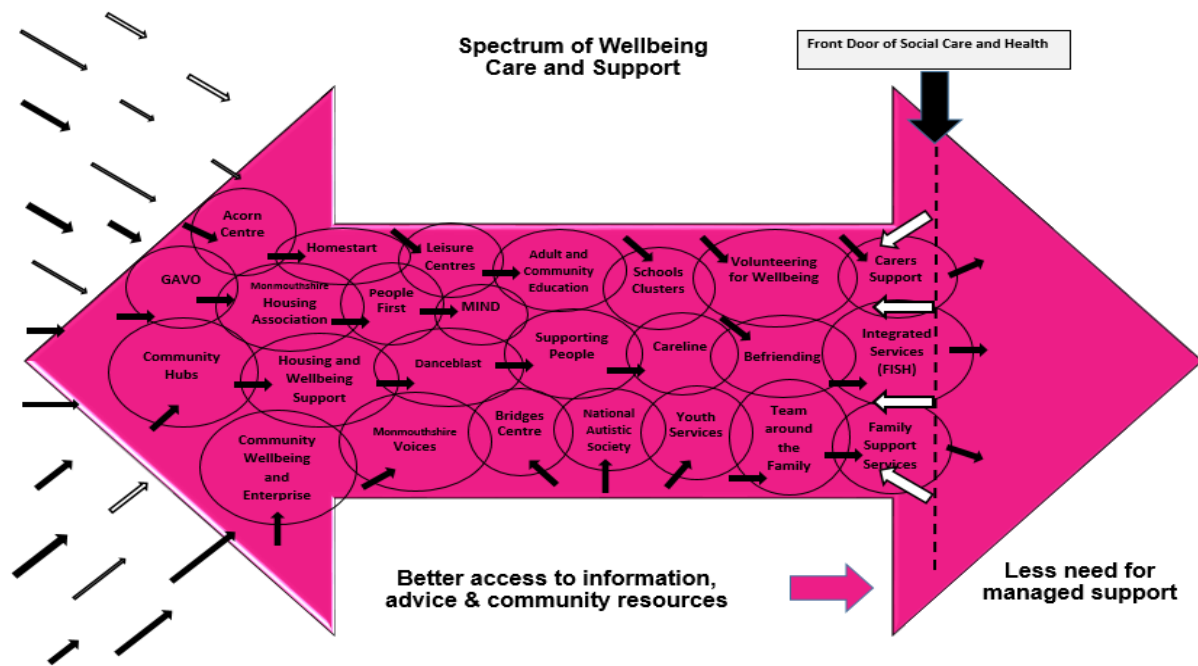 Spectrum of Wellbeing
Care and Support
Front Door of Social Care and Health
Acorn
Centre
Homestart
Leisure
Centres
Adult and
Community
Education
Schools
Clusters
Volunteering
for Wellbeing
Carers
Support
GAVO
Monmouthshire
Housing
Association
People
First
MIND
Community
Hubs
Housing and
Wellbeing
Support
Danceblast
Supporting
People
Careline
Befriending
Integrated
Services
(FISH)
Community
Wellbeing
and
Enterprise
Monmouthshire
Voices
Bridges
Centre
National
Autistic
Society
Youth
Services
Team
around
the
Family
Family
Support
Services
Better access to information,
advice & community resources
Less need for
managed support